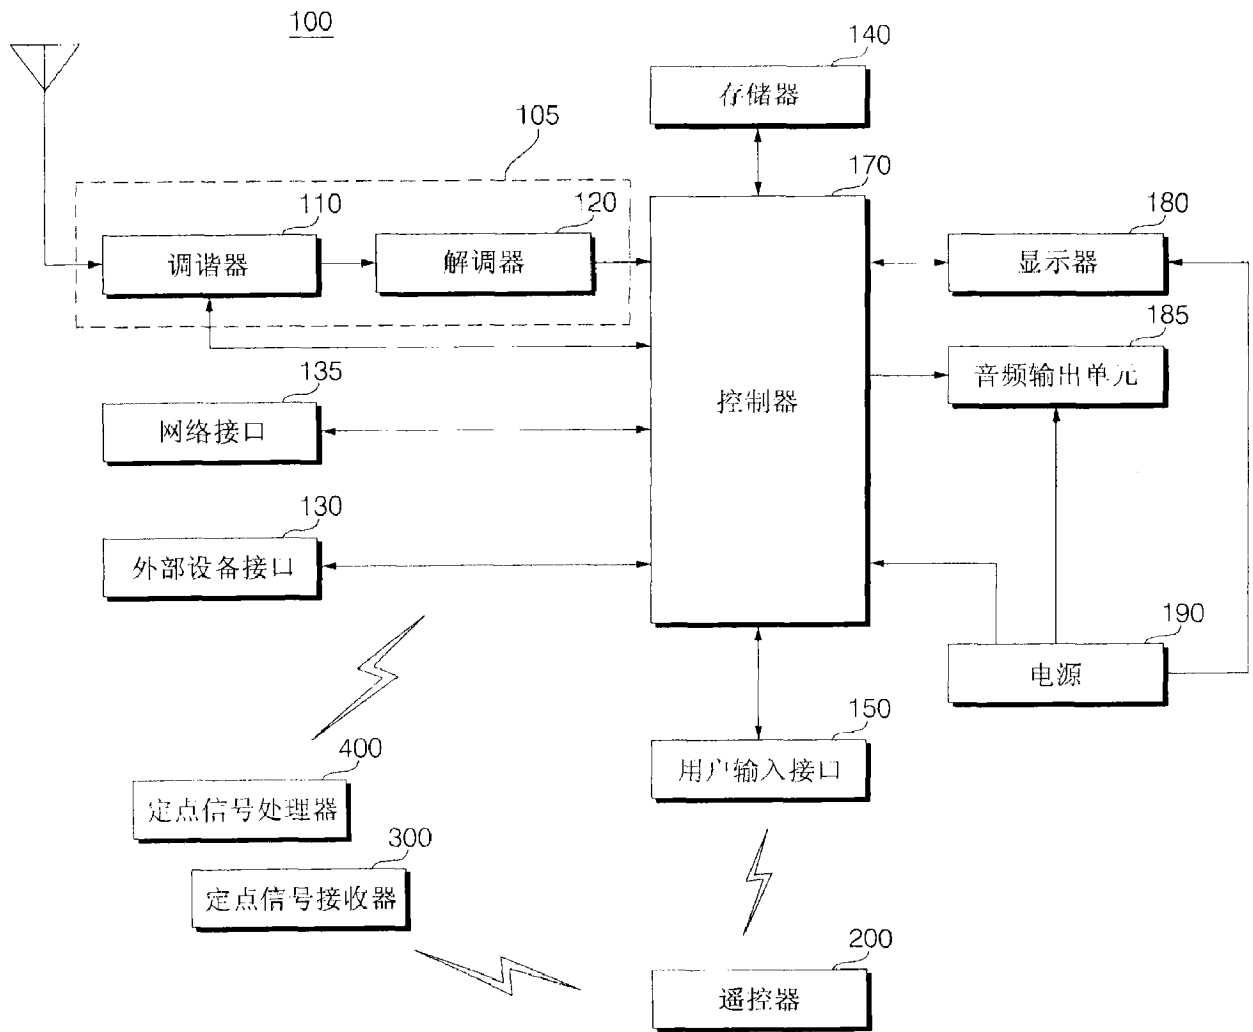 100
140
存储器
105
170
110
120
180
调谐器
解调器
显示器
185
135
音频输出单元
控制器
网络接口
130
外部设备接口
190
电源
150
400
用户输入接口
定点信号处理器
300
定点信号接收器
200
遥控器